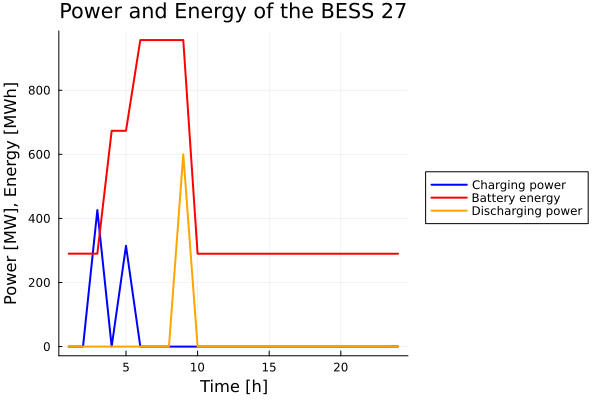 Power and Energy of the BESS 27
Power [MW], Energy [MWh]
800
600
400
200
0
5
10
15
20
Time [h]
Charging power
Battery energy
Discharging power